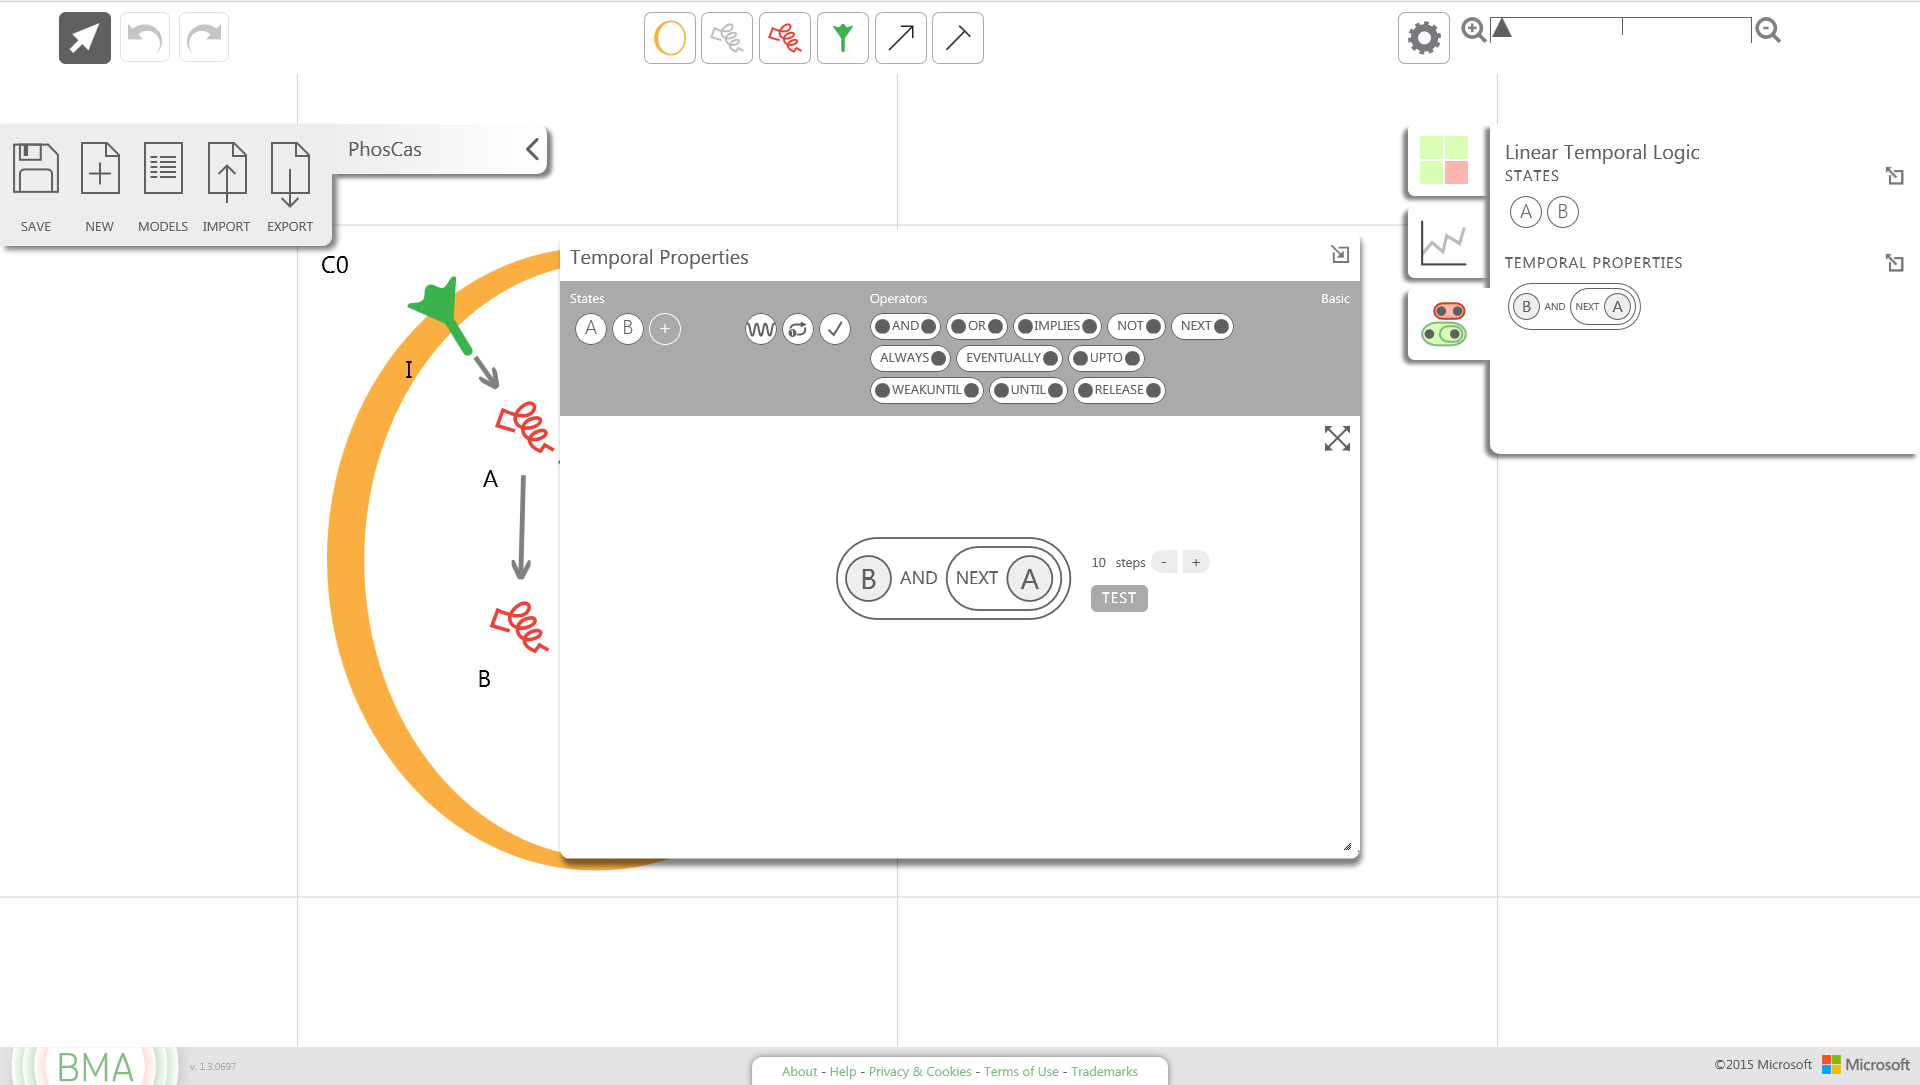 PhosCas
SAVE NEW MODELS IMPORT EXPORT
C0
I
A
B
Temporal Properties
States Operators Basic
A B + AND OR IMPLIES NOT NEXT
ALWAYS EVENTUALLY UPTO
WEAKUNTIL UNTIL RELEASE
B AND NEXT A
10 steps - +
TEST
Linear Temporal Logic
STATES
A B
TEMPORAL PROPERTIES
B AND NEXT A
BMA v. 1.3.0697
About - Help - Privacy & Cookies - Terms of Use - Trademarks
©2015 Microsoft Microsoft